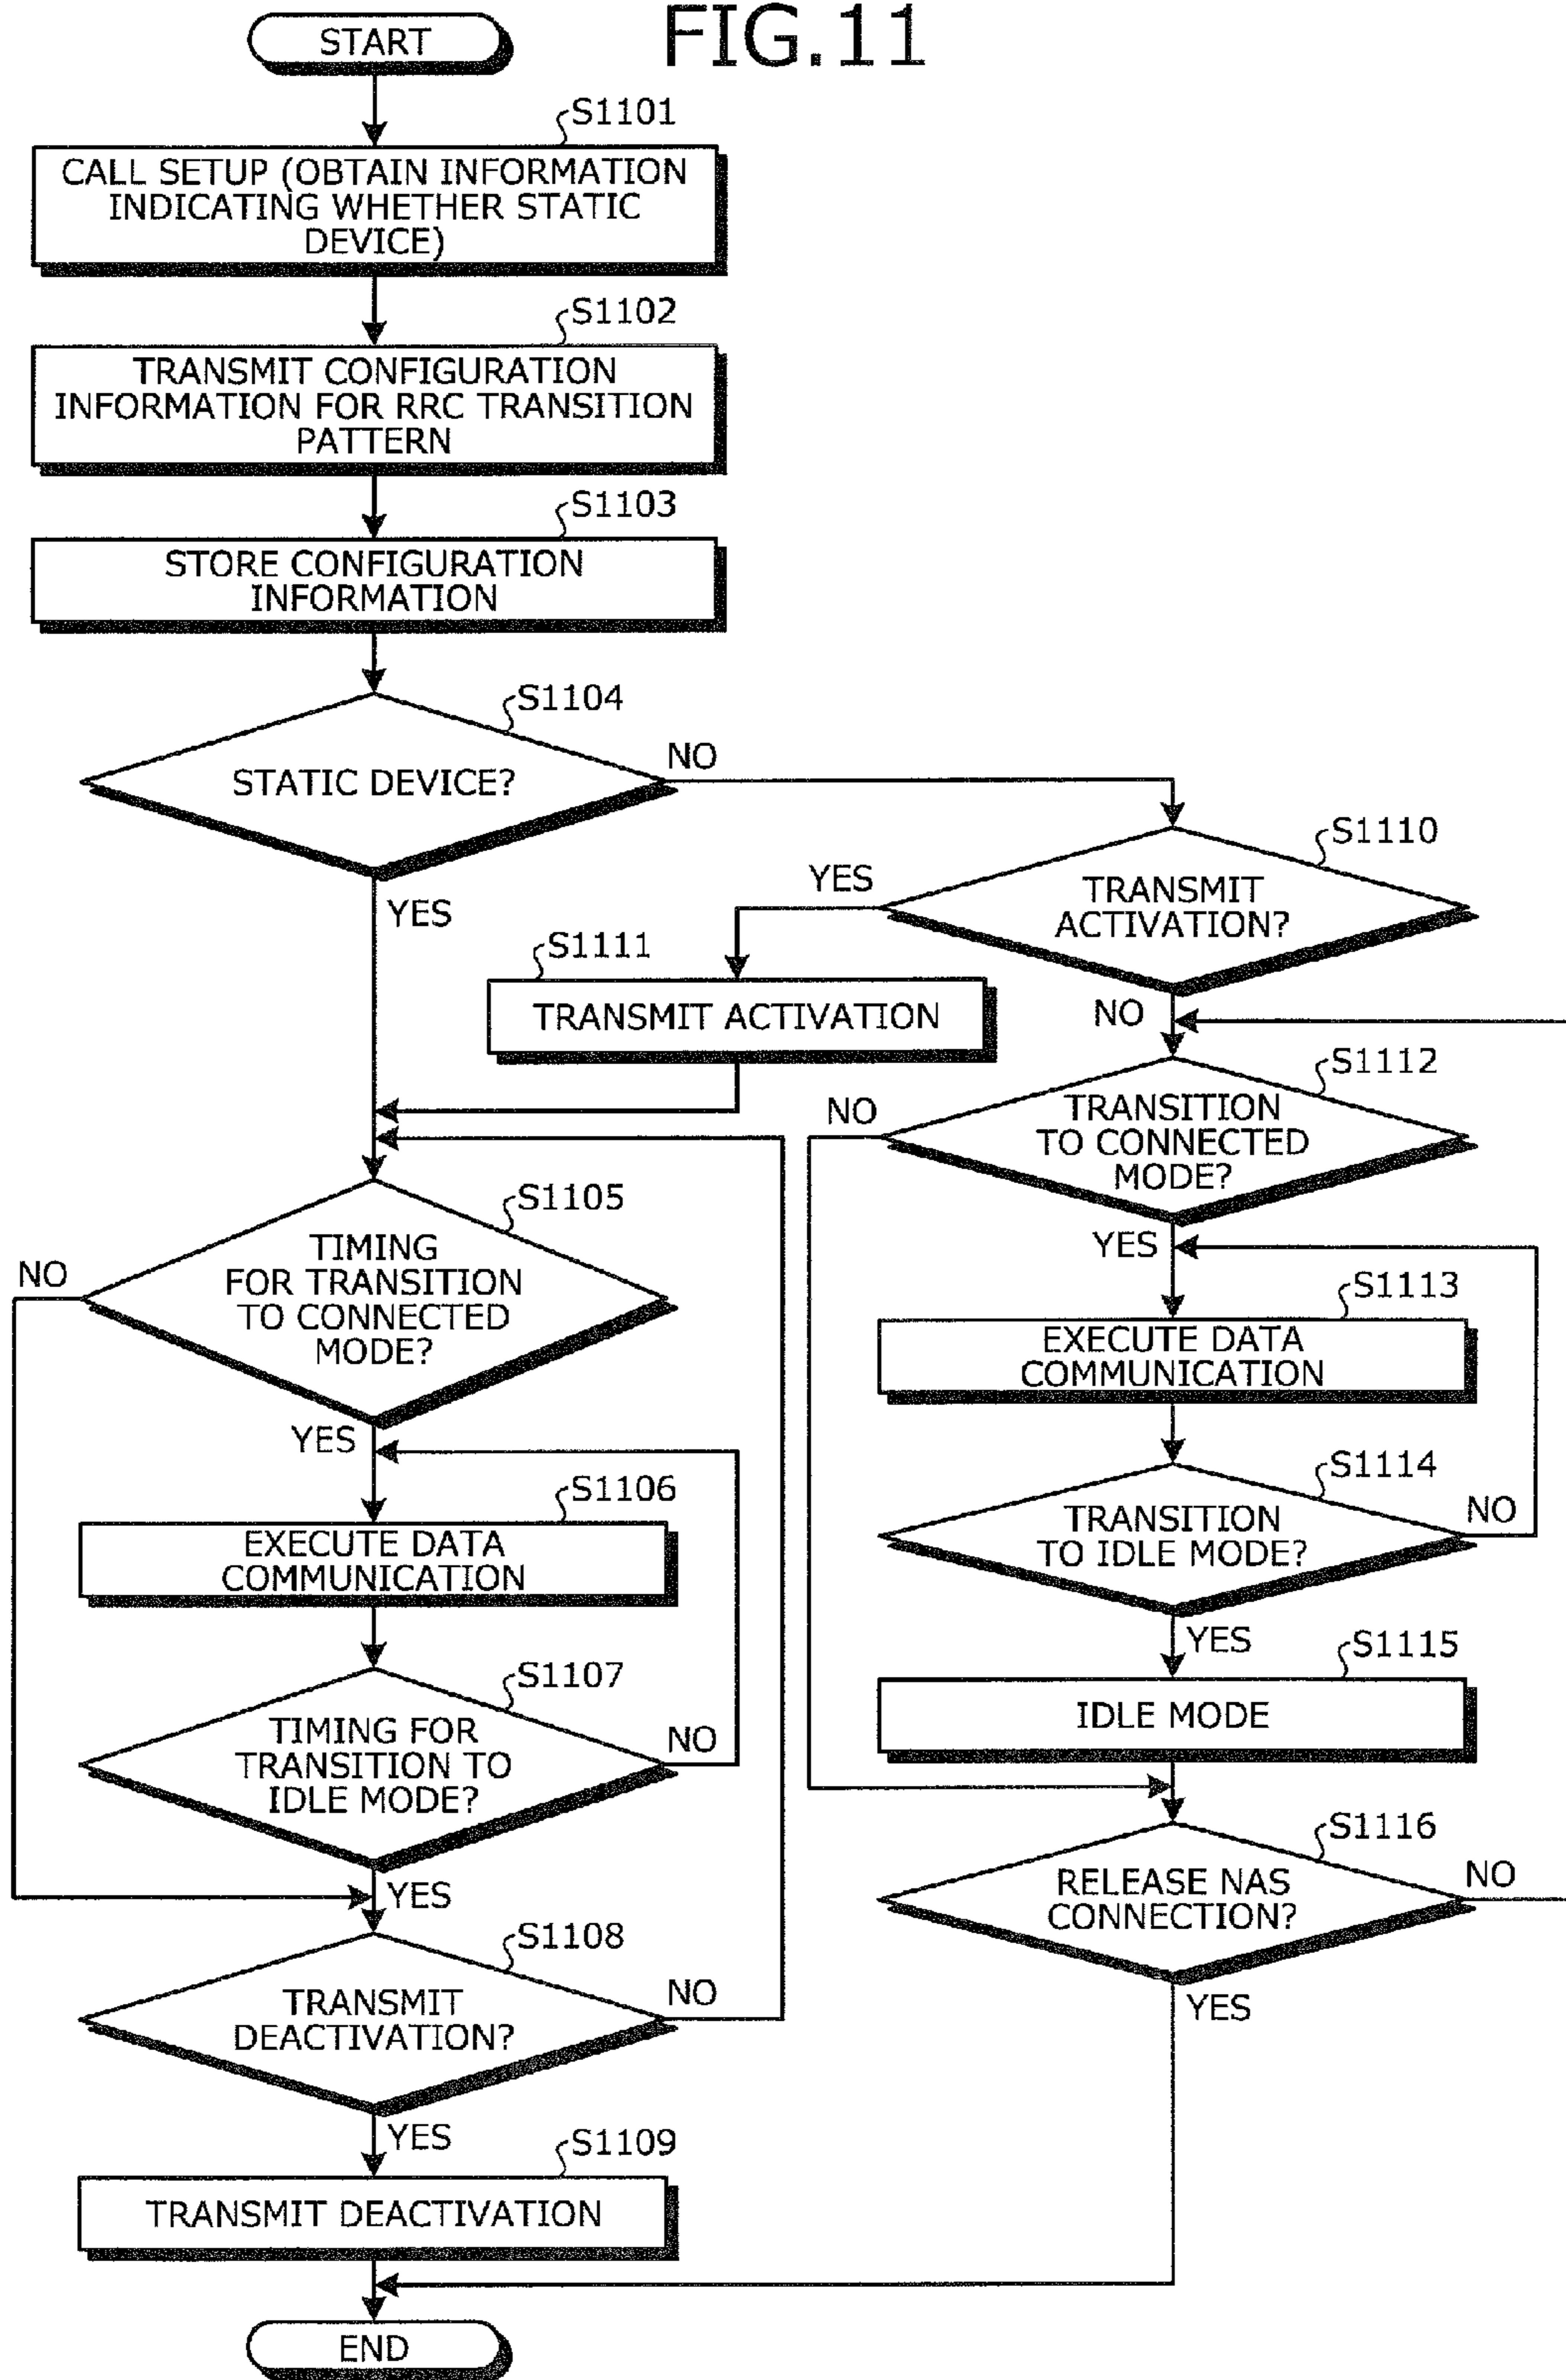 FIG.11
START
S1101
CALL SETUP (OBTAIN INFORMATION
INDICATING WHETHER STATIC
DEVICE)
S1102
TRANSMIT CONFIGURATION
INFORMATION FOR RRC TRANSITION
PATTERN
S1103
STORE CONFIGURATION
INFORMATION
S1104
STATIC DEVICE?
NO
YES
S1110
TRANSMIT
ACTIVATION?
YES
NO
S1111
TRANSMIT ACTIVATION
S1105
TIMING
FOR TRANSITION
TO CONNECTED
MODE?
NO
YES
S1106
EXECUTE DATA
COMMUNICATION
S1107
TIMING FOR
TRANSITION TO
IDLE MODE?
NO
YES
S1108
TRANSMIT
DEACTIVATION?
NO
YES
S1109
TRANSMIT DEACTIVATION
S1112
TRANSITION
TO CONNECTED
MODE?
NO
YES
S1113
EXECUTE DATA
COMMUNICATION
S1114
TRANSITION
TO IDLE MODE?
NO
YES
S1115
IDLE MODE
S1116
RELEASE NAS
CONNECTION?
NO
YES
END